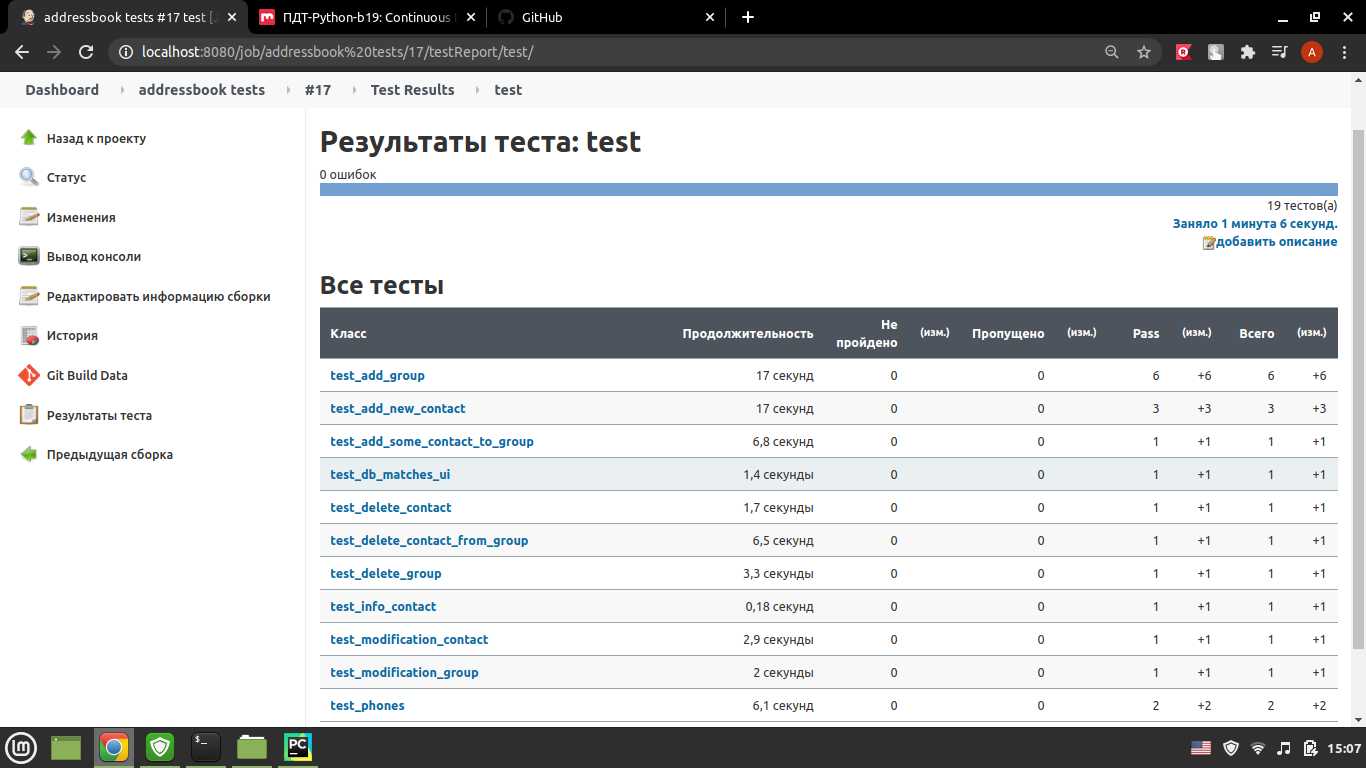 addressbook tests #17 test [J
ПДТ-Python-b19: Continuous
GitHub
localhost:8080/job/addressbook%20tests/17/testReport/test/
A
Dashboard addressbook tests #17 Test Results test
Назад к проекту
Статус
Изменения
Вывод консоли
Редактировать информацию сборки
История
Git Build Data
Результаты теста
Предыдущая сборка
Результаты теста: test
0 ошибок
19 тестов(а)
Заняло 1 минута 6 секунд.
добавить описание
Все тесты
Класс Продолжительность Не пройдено (изм.) Пропущено (изм.) Pass (изм.) Всего (изм.)
test_add_group 17 секунд 0 0 6 +6 6 +6
test_add_new_contact 17 секунд 0 0 3 +3 3 +3
test_add_some_contact_to_group 6,8 секунд 0 0 1 +1 1 +1
test_db_matches_ui 1,4 секунды 0 0 1 +1 1 +1
test_delete_contact 1,7 секунды 0 0 1 +1 1 +1
test_delete_contact_from_group 6,5 секунд 0 0 1 +1 1 +1
test_delete_group 3,3 секунды 0 0 1 +1 1 +1
test_info_contact 0,18 секунд 0 0 1 +1 1 +1
test_modification_contact 2,9 секунды 0 0 1 +1 1 +1
test_modification_group 2 секунды 0 0 1 +1 1 +1
test_phones 6,1 секунд 0 0 2 +2 2 +2
PC
15:07